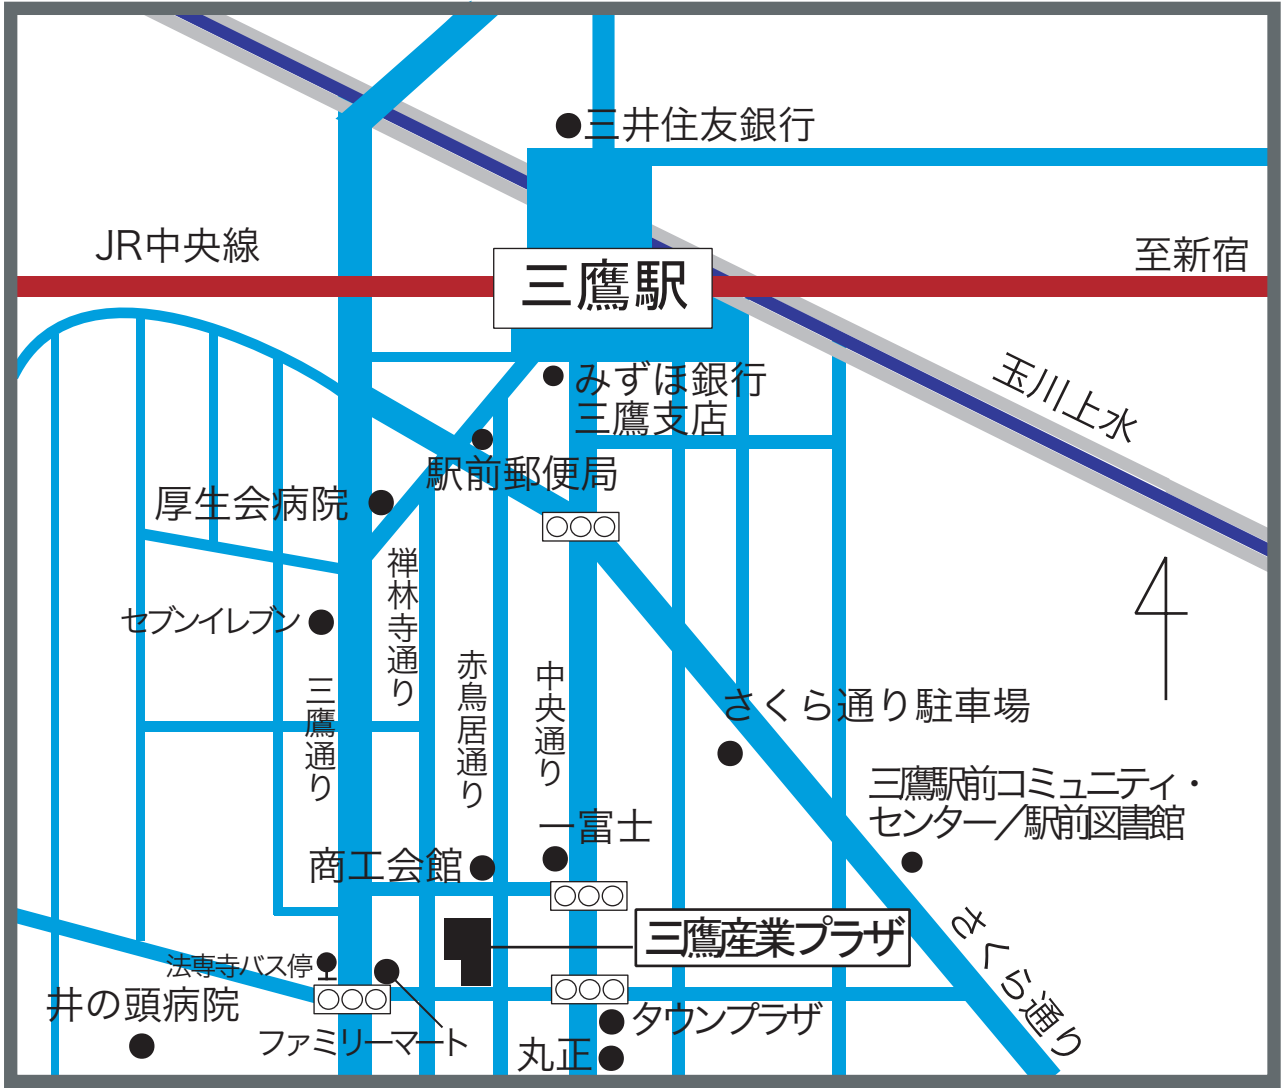 三井住友銀行
JR中央線
至新宿
三鷹駅
玉川上水
みずほ銀行
三鷹支店
駅前郵便局
厚生会病院
禅林寺通り
セブンイレブン
赤鳥居通り
中央通り
三鷹通り
さくら通り駐車場
三鷹駅前コミュニティ・
センター／駅前図書館
一富士
商工会館
三鷹産業プラザ
さくら通り
法専寺バス停
井の頭病院
ファミリーマート
タウンプラザ
丸正